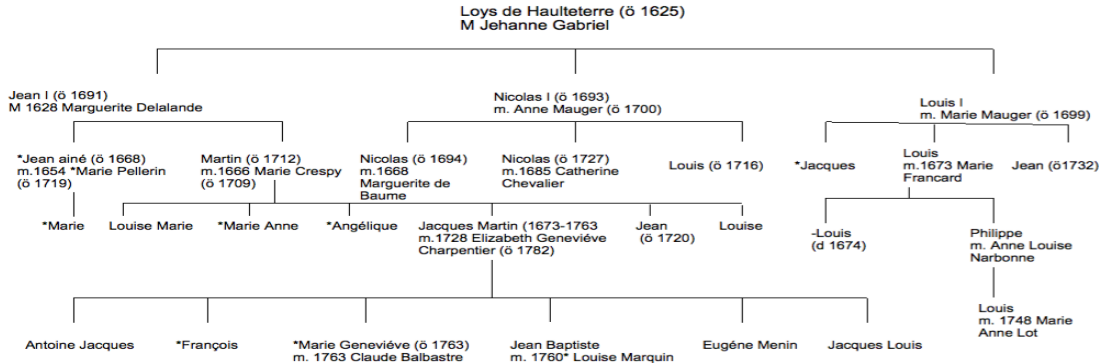 Loys de Haulteterre (ö 1625)
M Jehanne Gabriel
Jean I (ö 1691)
M 1628 Marguerite Delalande
Nicolas I (ö 1693)
m. Anne Mauger (ö 1700)
Louis I
m. Marie Mauger (ö 1699)
*Jean ainé (ö 1668)
m.1654 *Marie Pellerin
(ö 1719)
Martin (ö 1712)
m.1666 Marie Crespy
(ö 1709)
Nicolas (ö 1694)
m.1668
Marguerite de
Baume
Nicolas (ö 1727)
m.1685 Catherine
Chevalier
Louis (ö 1716)
*Jacques
Louis
m.1673 Marie
Francard
Jean (ö1732)
*Marie
Louise Marie
*Marie Anne
*Angélique
Jacques Martin (1673-1763
m.1728 Elizabeth Geneviéve
Charpentier (ö 1782)
Jean
(ö 1720)
Louise
-Louis
(d 1674)
Philippe
m. Anne Louise
Narbonne
Louis
m. 1748 Marie
Anne Lot
Antoine Jacques
*François
*Marie Geneviéve (ö 1763)
m. 1763 Claude Balbastre
Jean Baptiste
m. 1760* Louise Marquin
Eugéne Menin
Jacques Louis